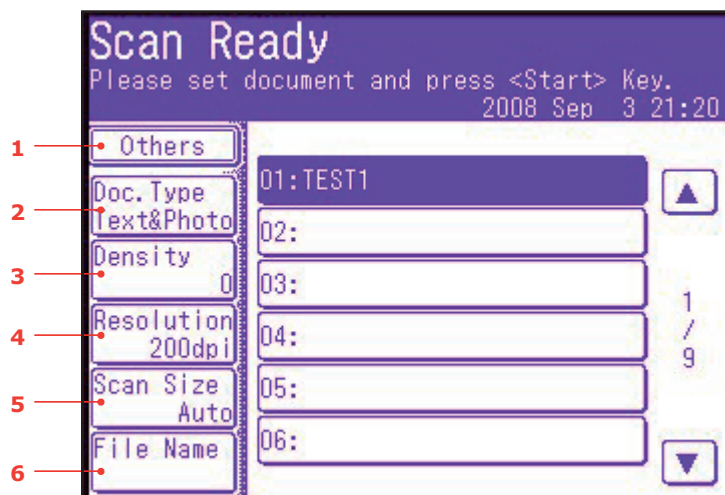 Scan Ready
Please set document and press <Start> Key.
2008 Sep 3 21:20
1
Others
2
Doc.Type
Text&Photo
3
Density
0
4
Resolution
200dpi
5
Scan Size
Auto
6
File Name
01:TEST1
02:
03:
04:
05:
06:
▲
1
/
9
▼